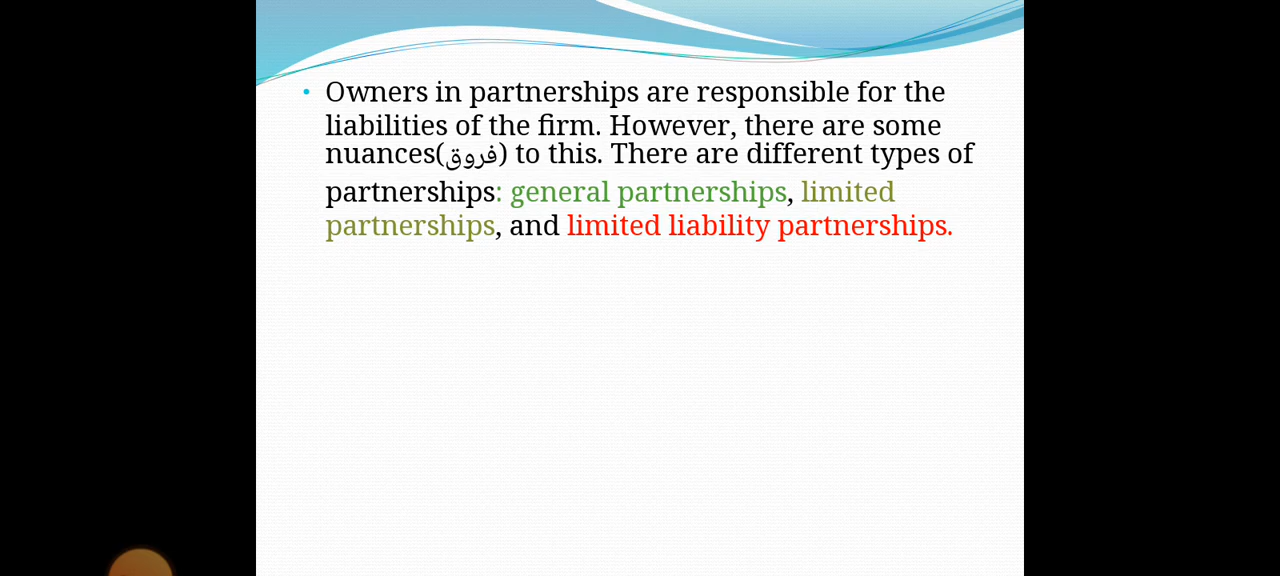 • Owners in partnerships are responsible for the
liabilities of the firm. However, there are some
nuances(فروق) to this. There are different types of
partnerships: general partnerships, limited
partnerships, and limited liability partnerships.